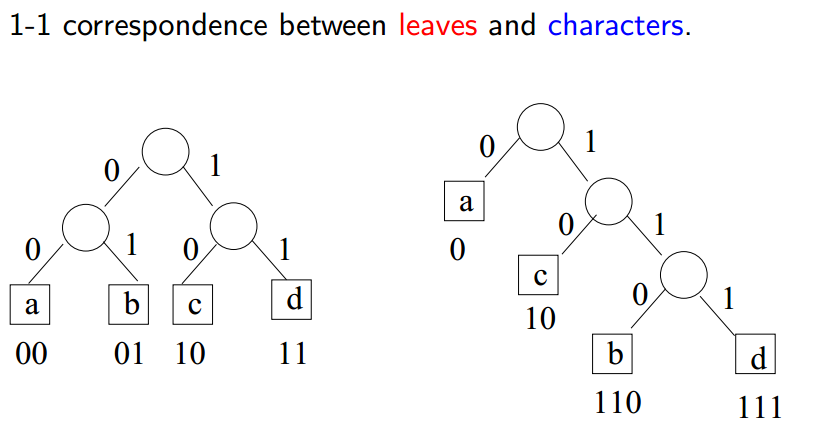 1-1 correspondence between leaves and characters.
0 1
0 1 0 1
a b c d
00 01 10 11
0 1
a
0
0 1
c
10
0 1
b d
110 111